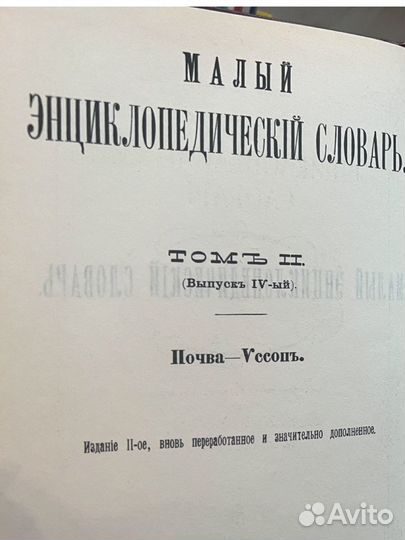 МАЛЫЙ
ЭНЦИКЛОПЕДИЧЕСКІЙ СЛОВАРЬ.
ТОМЪ II.
(Выпускъ IV-ый).
Почва—Ѵссопъ.
Изданіе II-ое, вновь переработанное и значительно дополненное.
Avito